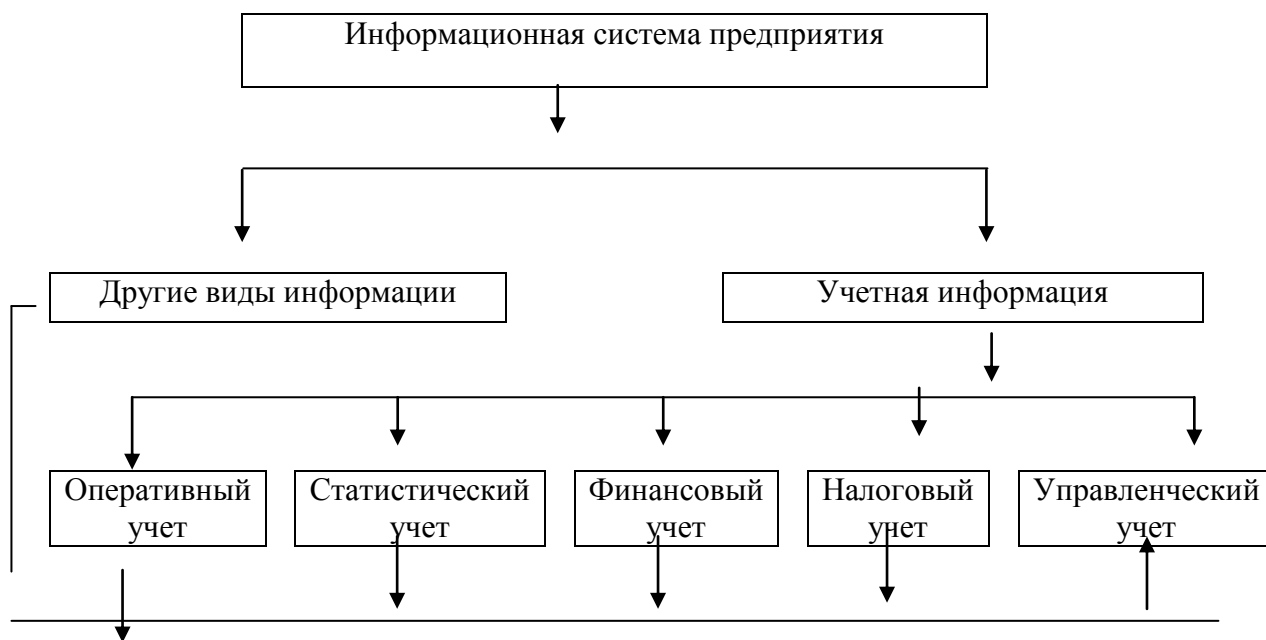 Информационная система предприятия
Другие виды информации
Учетная информация
Оперативный
учет
Статистический
учет
Финансовый
учет
Налоговый
учет
Управленческий
учет